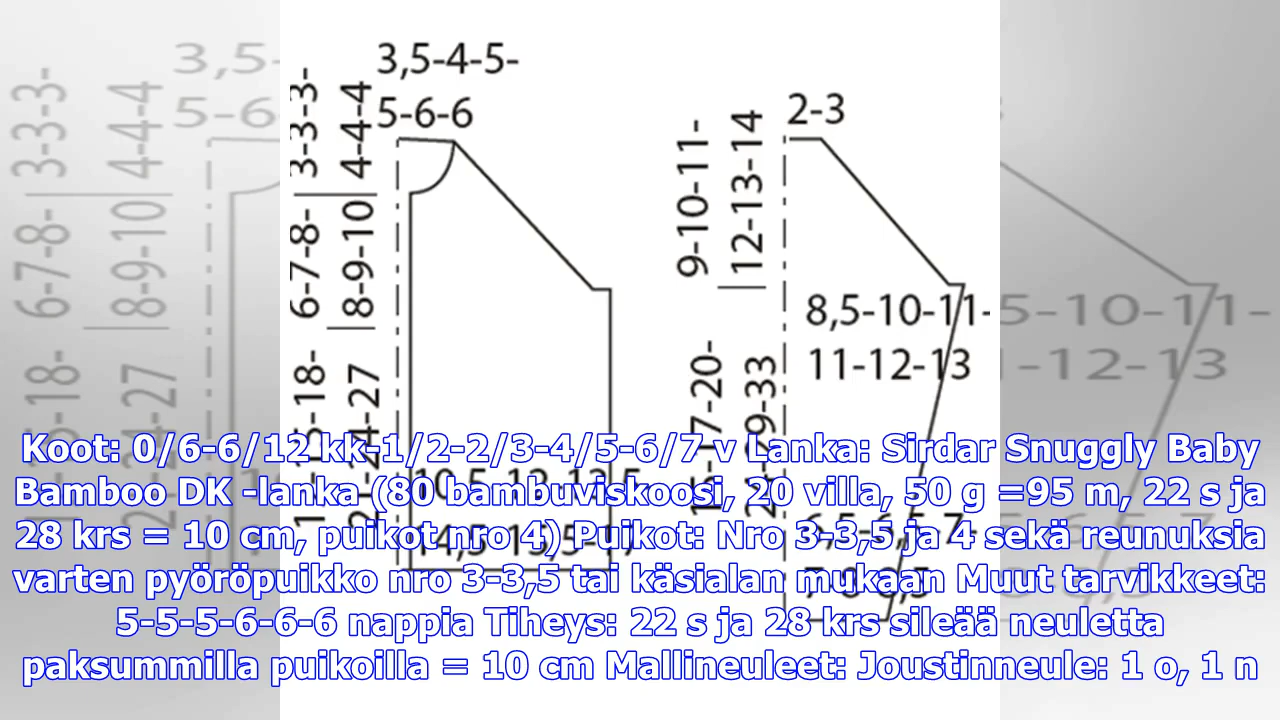 3,5-4-5-
5-6-6
3-3-3-
4-4-4
6-7-8-
8-9-10
2-3
9-10-11-
12-13-14
8,5-10-11-
11-12-13
Koot: 0/6-6/12 kk-1/2-2/3-4/5-6/7 v Lanka: Sirdar Snuggly Baby
Bamboo DK -lanka (80 bambuviskoosi, 20 villa, 50 g =95 m, 22 s ja
28 krs = 10 cm, puikot nro 4) Puikot: Nro 3-3,5 ja 4 sekä reunuksia
varten pyöröpuikko nro 3-3,5 tai käsialan mukaan Muut tarvikkeet:
5-5-5-6-6-6 nappia Tiheys: 22 s ja 28 krs sileää neuletta
paksummilla puikoilla = 10 cm Mallineuleet: Joustinneule: 1 o, 1 n